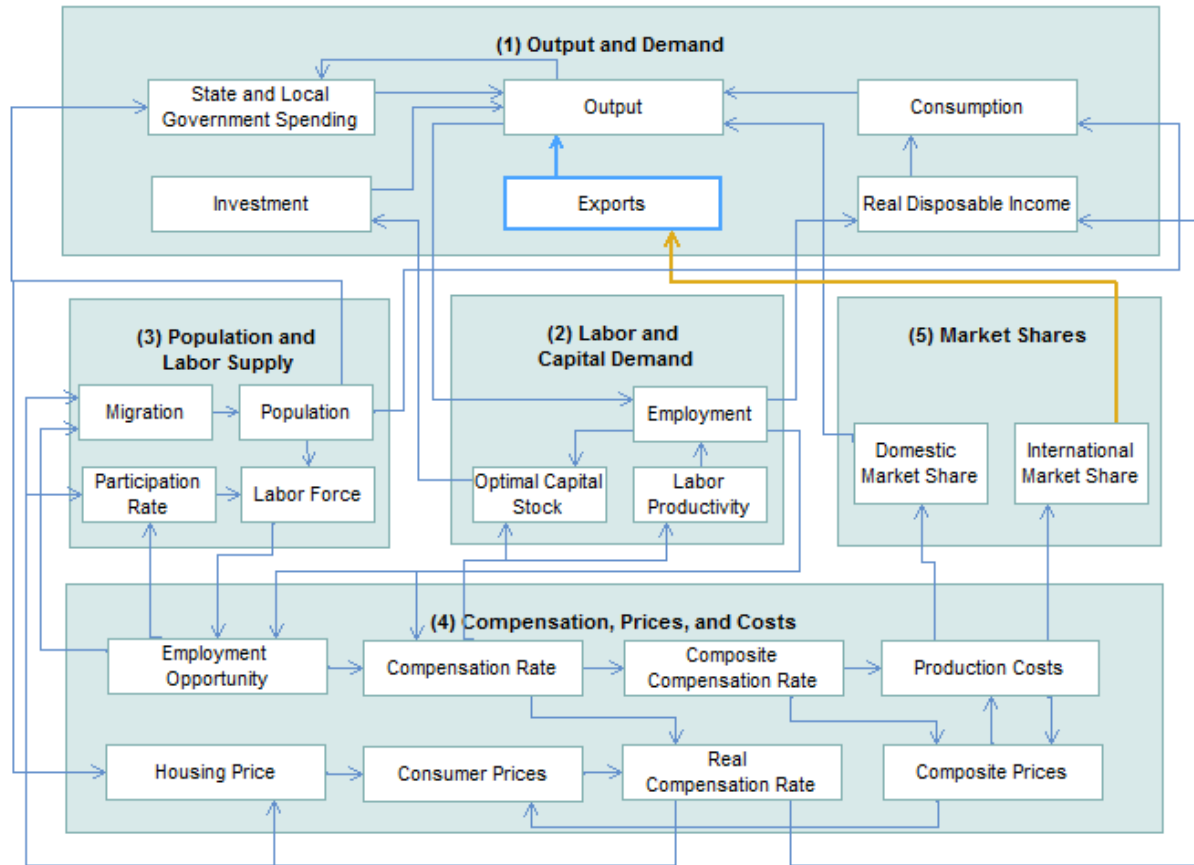 (1) Output and Demand
State and Local
Government Spending
Output
Consumption
Investment
Exports
Real Disposable Income
(3) Population and
Labor Supply
Migration
Population
Participation
Rate
Labor Force
(2) Labor and
Capital Demand
Employment
Optimal Capital
Stock
Labor
Productivity
(5) Market Shares
Domestic
Market Share
International
Market Share
(4) Compensation, Prices, and Costs
Employment
Opportunity
Compensation Rate
Composite
Compensation Rate
Production Costs
Housing Price
Consumer Prices
Real
Compensation Rate
Composite Prices